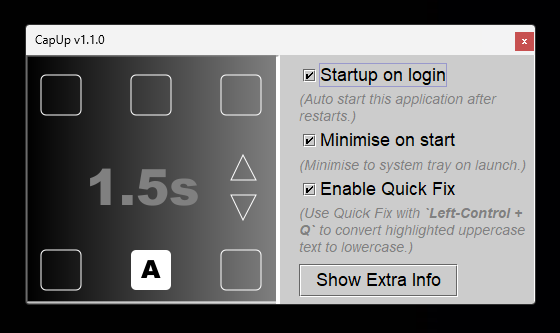 CapUp v1.1.0
x
Startup on login
(Auto start this application after
restarts.)
Minimise on start
(Minimise to system tray on launch.)
1.5s
Enable Quick Fix
(Use Quick Fix with `Left-Control +
Q` to convert highlighted uppercase
text to lowercase.)
A
Show Extra Info